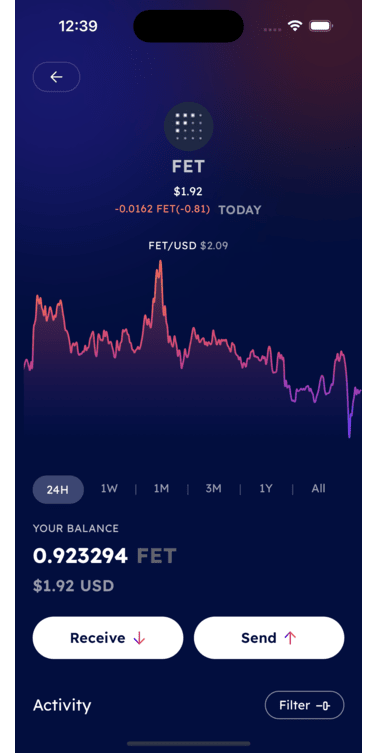 12:39
FET
$1.92
-0.0162 FET(-0.81) TODAY
FET/USD $2.09
24H 1W | 1M | 3M | 1Y | All
YOUR BALANCE
0.923294 FET
$1.92 USD
Receive ↓ Send ↑
Activity Filter